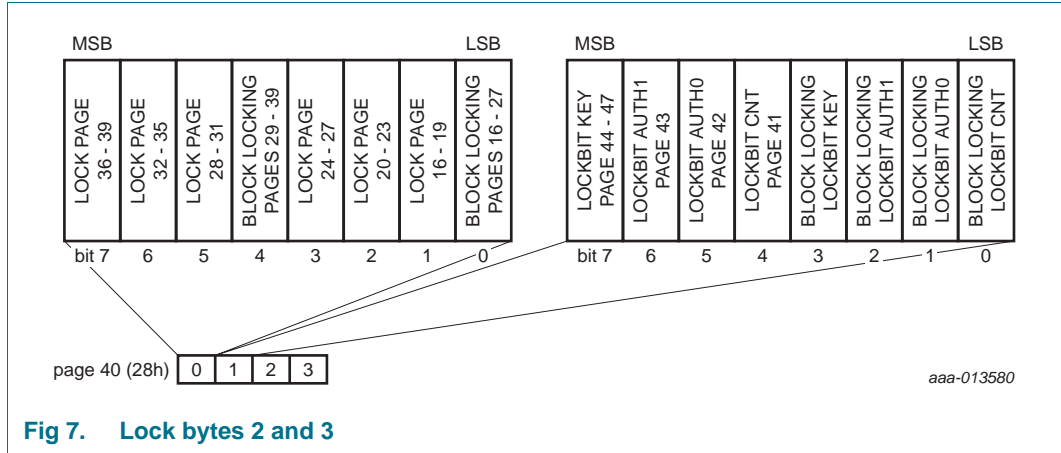 MSB LSB
LOCK PAGE
36 - 39
LOCK PAGE
32 - 35
LOCK PAGE
28 - 31
BLOCK LOCKING
PAGES 29 - 39
LOCK PAGE
24 - 27
LOCK PAGE
20 - 23
LOCK PAGE
16 - 19
BLOCK LOCKING
PAGES 16 - 27
bit 7 6 5 4 3 2 1 0
MSB LSB
LOCKBIT KEY
PAGE 44 - 47
LOCKBIT AUTH1
PAGE 43
LOCKBIT AUTH0
PAGE 42
LOCKBIT CNT
PAGE 41
BLOCK LOCKING
LOCKBIT KEY
BLOCK LOCKING
LOCKBIT AUTH1
BLOCK LOCKING
LOCKBIT AUTH0
BLOCK LOCKING
LOCKBIT CNT
bit 7 6 5 4 3 2 1 0
page 40 (28h) 0 1 2 3
aaa-013580
Fig 7. Lock bytes 2 and 3